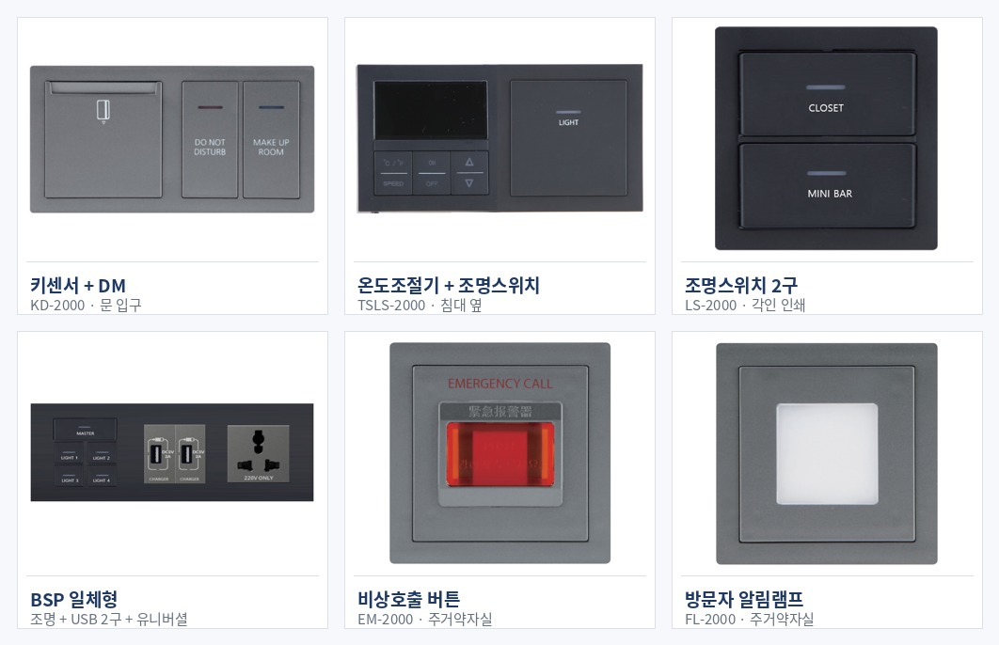 DO NOT
DISTURB
MAKE UP
ROOM
키센서 + DM
KD-2000 · 문 입구
°C / °F
ON
SPEED
OFF
LIGHT
온도조절기 + 조명스위치
TSLS-2000 · 침대 옆
CLOSET
MINI BAR
조명스위치 2구
LS-2000 · 각인 인쇄
MASTER
LIGHT 1
LIGHT 2
LIGHT 3
LIGHT 4
DC5V
2A
DC5V
2A
CHARGER
CHARGER
220V ONLY
BSP 일체형
조명 + USB 2구 + 유니버셜
EMERGENCY CALL
緊急报警器
비상호출 버튼
EM-2000 · 주거약자실
방문자 알림램프
FL-2000 · 주거약자실